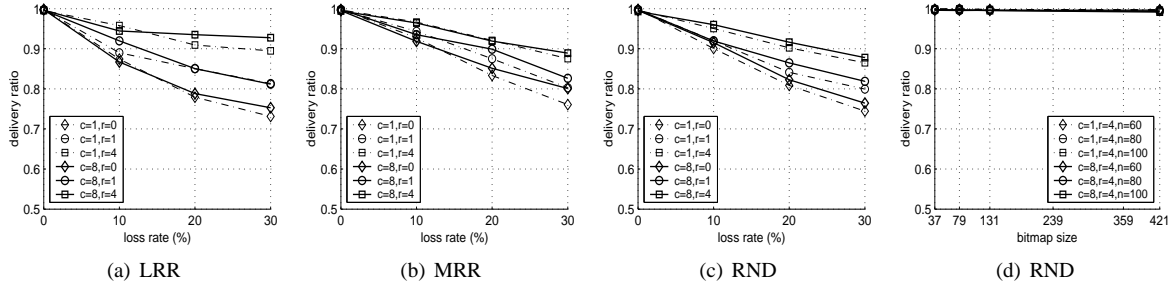 1
0.9
0.8
0.7
0.6
0.5
delivery ratio
c=1,r=0
c=1,r=1
c=1,r=4
c=8,r=0
c=8,r=1
c=8,r=4
0 10 20 30
loss rate (%)
(a) LRR
1
0.9
0.8
0.7
0.6
0.5
delivery ratio
c=1,r=0
c=1,r=1
c=1,r=4
c=8,r=0
c=8,r=1
c=8,r=4
0 10 20 30
loss rate (%)
(b) MRR
1
0.9
0.8
0.7
0.6
0.5
delivery ratio
c=1,r=0
c=1,r=1
c=1,r=4
c=8,r=0
c=8,r=1
c=8,r=4
0 10 20 30
loss rate (%)
(c) RND
1
0.9
0.8
0.7
0.6
0.5
delivery ratio
c=1,r=4,n=60
c=1,r=4,n=80
c=1,r=4,n=100
c=8,r=4,n=60
c=8,r=4,n=80
c=8,r=4,n=100
37 79 131 239 359 421
bitmap size
(d) RND